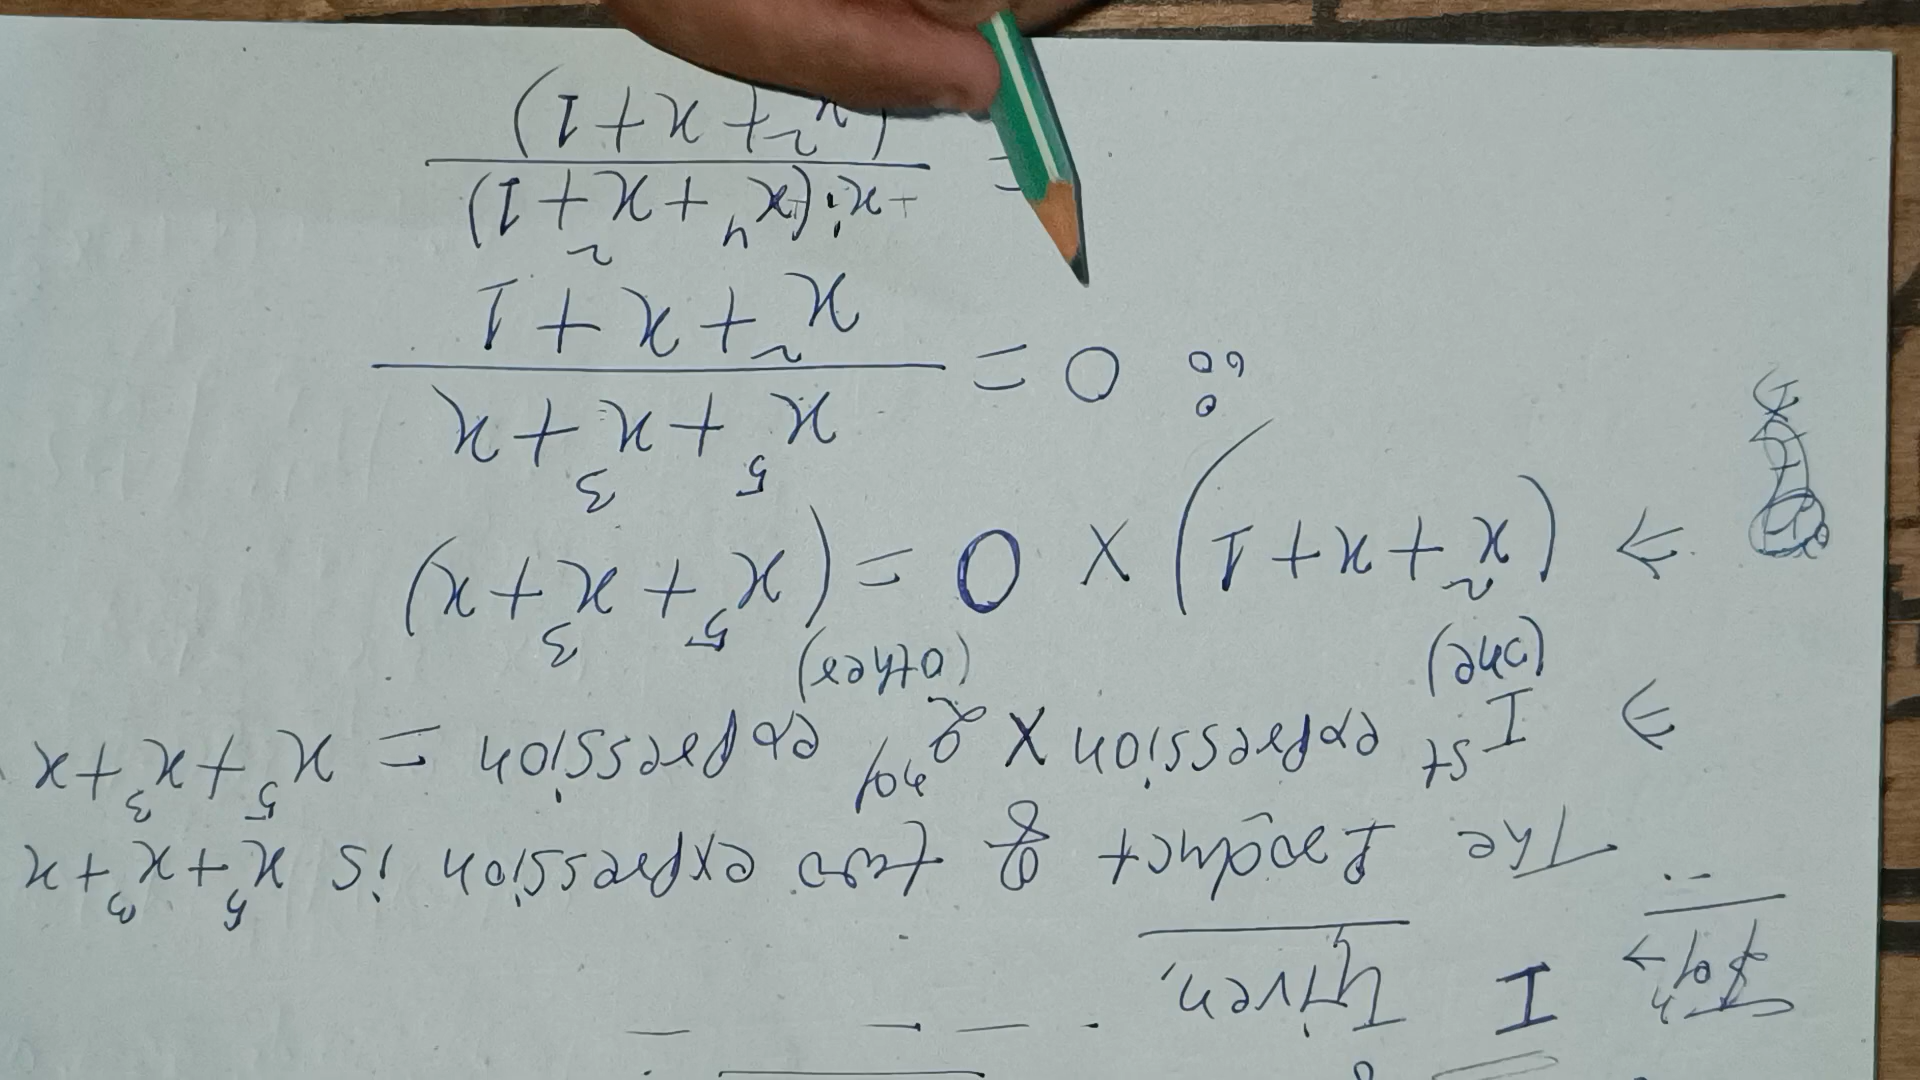 Solⁿ → I Given,
The Product of two expression is x⁵+x³+x
⇒ Iˢᵗ expression × 2ⁿᵈ expression = x⁵+x³+x
(one) (other)
⇒ (x²+x+1) × O = (x⁵+x³+x)
∴ O = x⁵+x³+x / x²+x+1
= x·(x⁴+x²+1) / (x²+x+1)